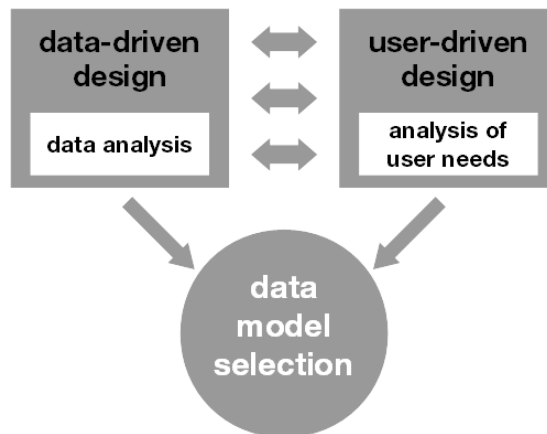 data-driven
design
data analysis
user-driven
design
analysis of
user needs
data
model
selection